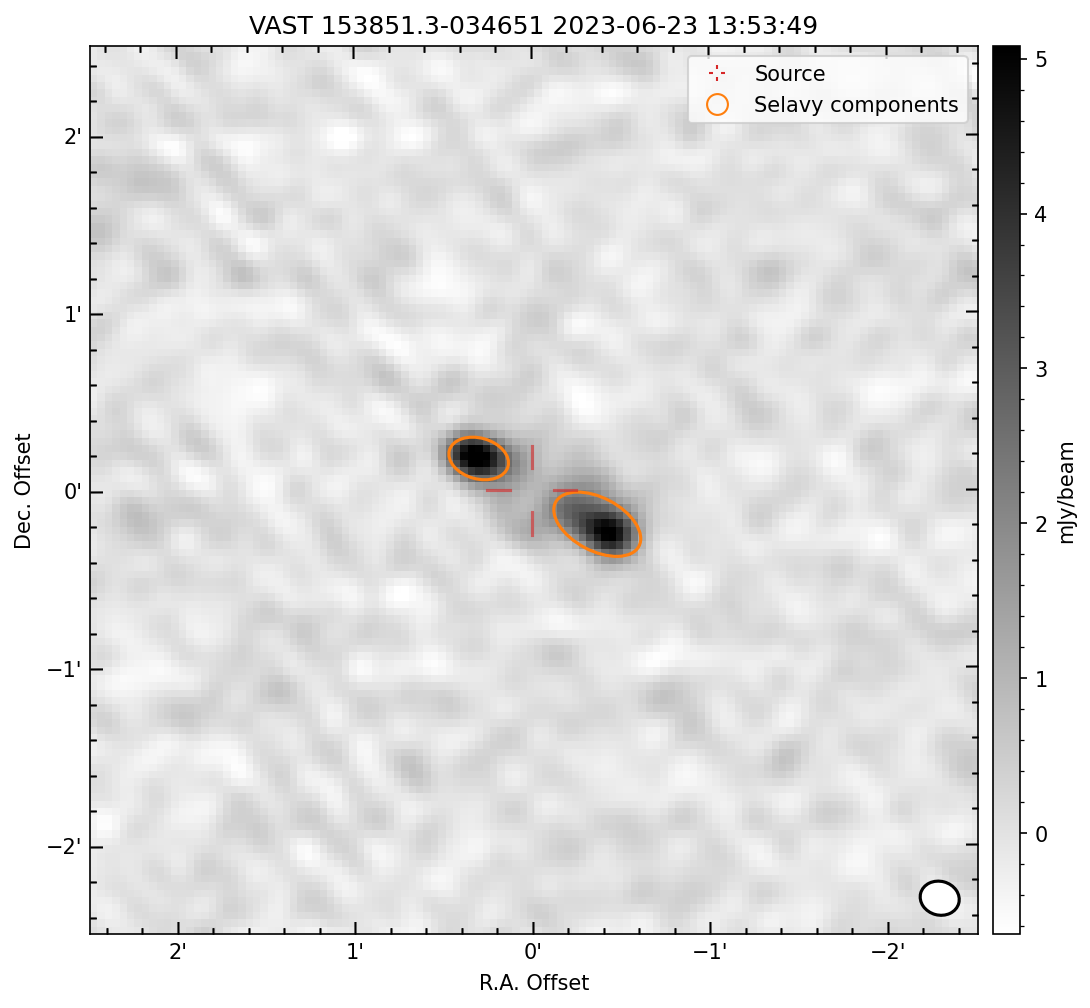 VAST 153851.3-034651 2023-06-23 13:53:49
Source
Selavy components
2'
1'
0'
−1'
−2'
Dec. Offset
2'
1'
0'
−1'
−2'
R.A. Offset
5
4
3
2
1
0
mJy/beam